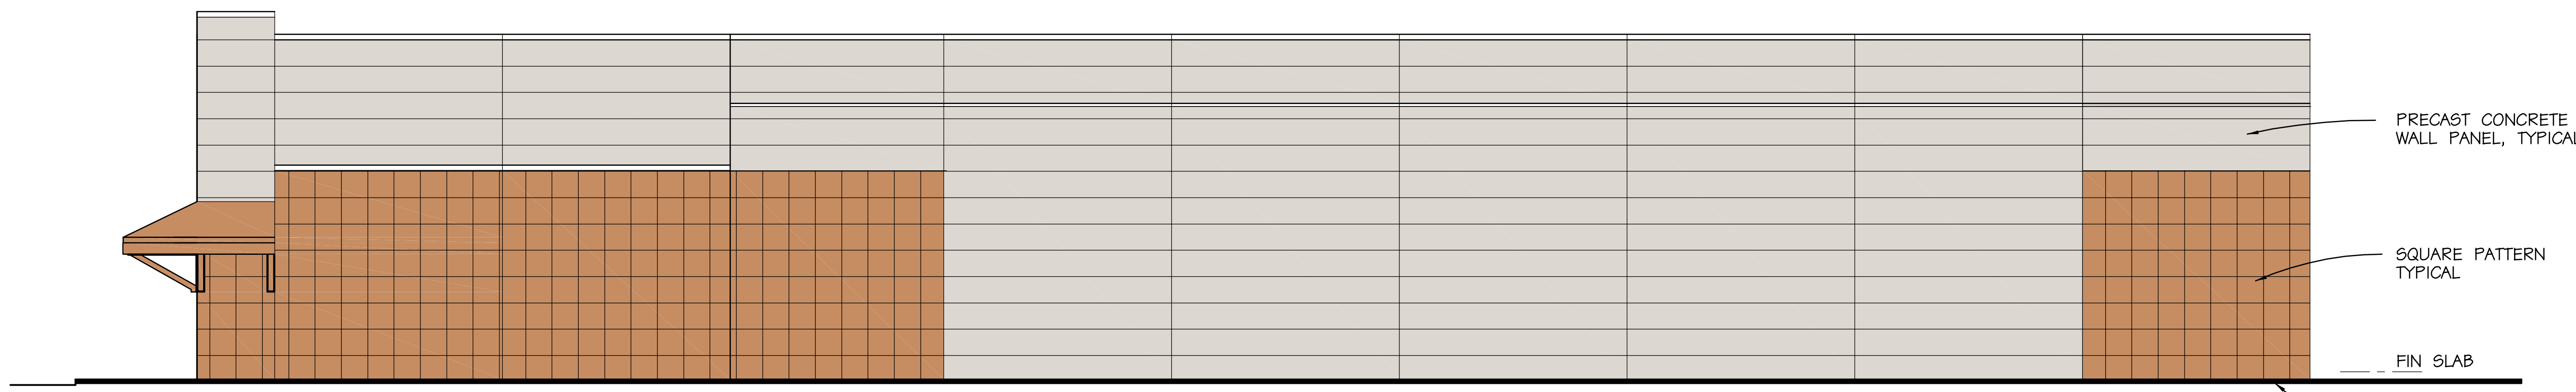 PRECAST CONCRETE
WALL PANEL, TYPICAL
SQUARE PATTERN
TYPICAL
FIN SLAB